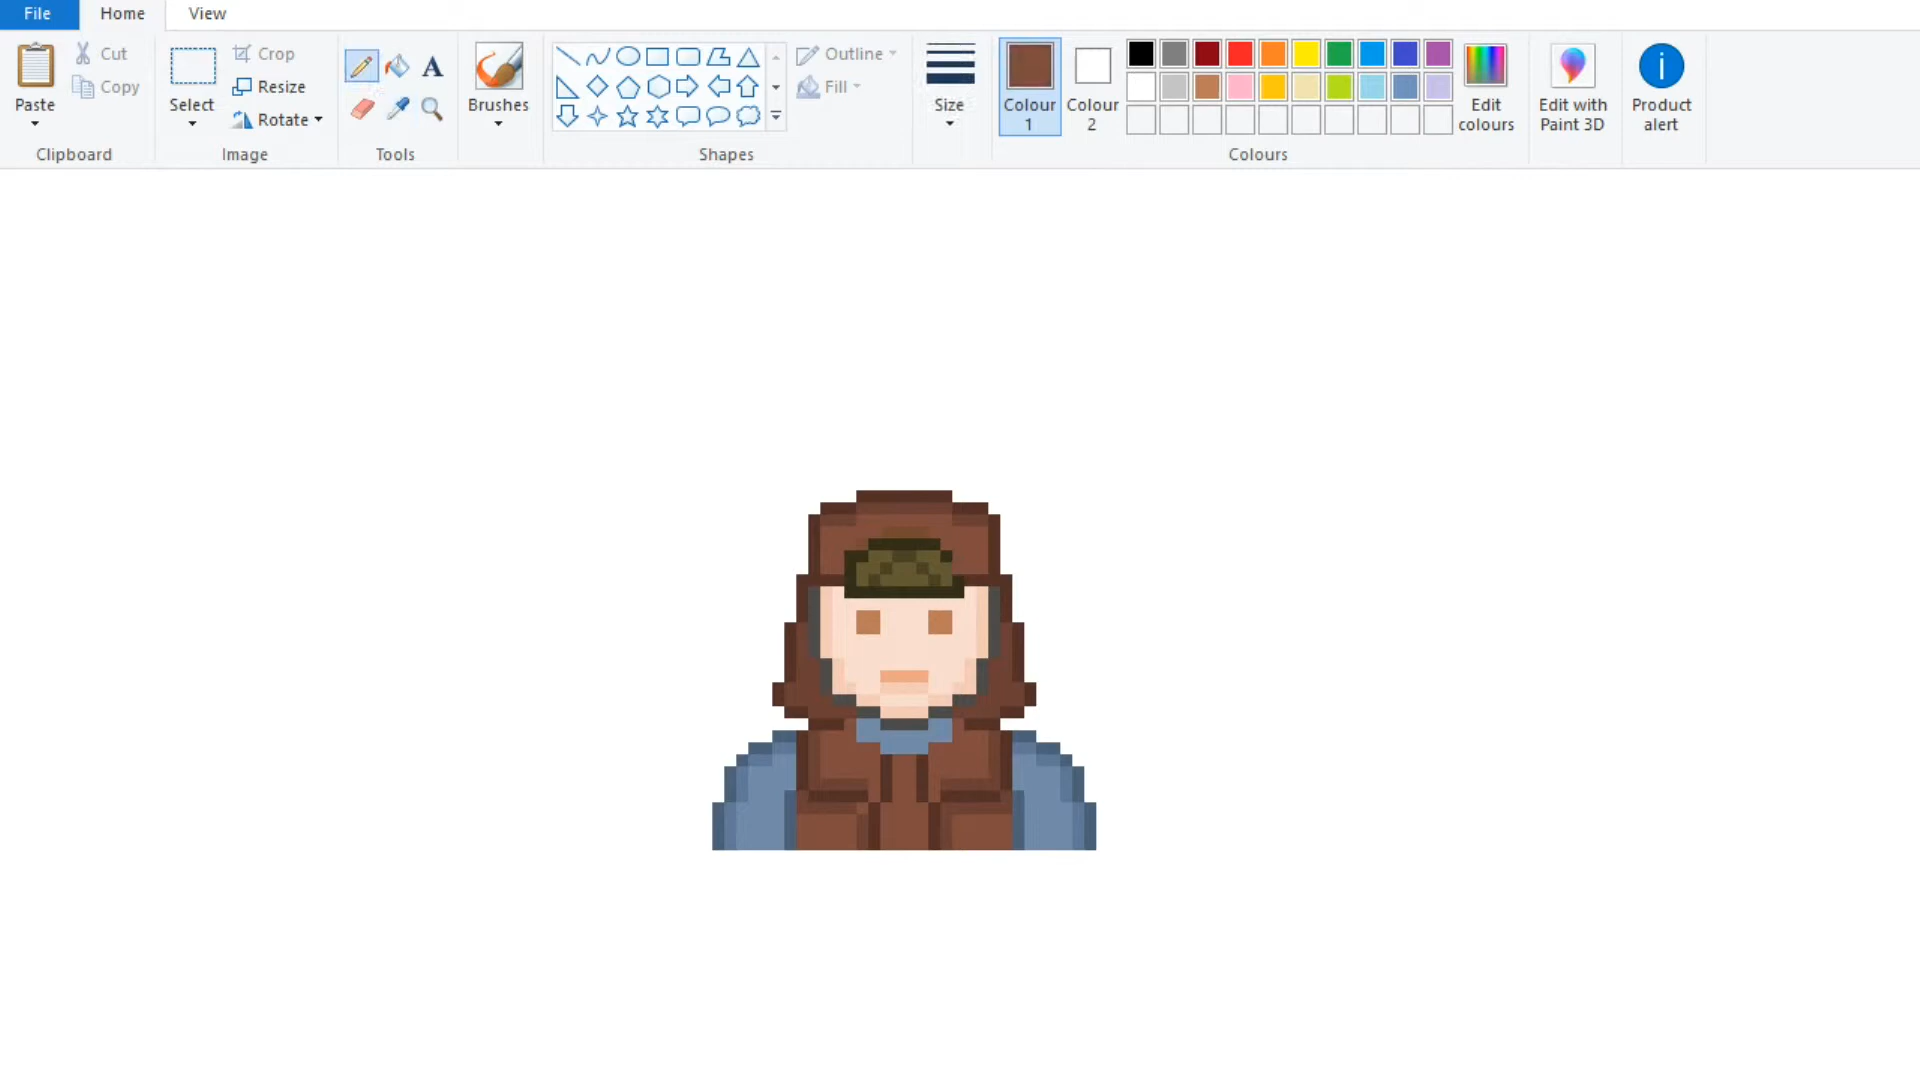 File Home View
Paste
Cut
Copy
Clipboard
Select
Crop
Resize
Rotate
Image
A
Tools
Brushes
Shapes
Outline
Fill
Size
Colour
1
Colour
2
Edit
colours
Colours
Edit with
Paint 3D
Product
alert